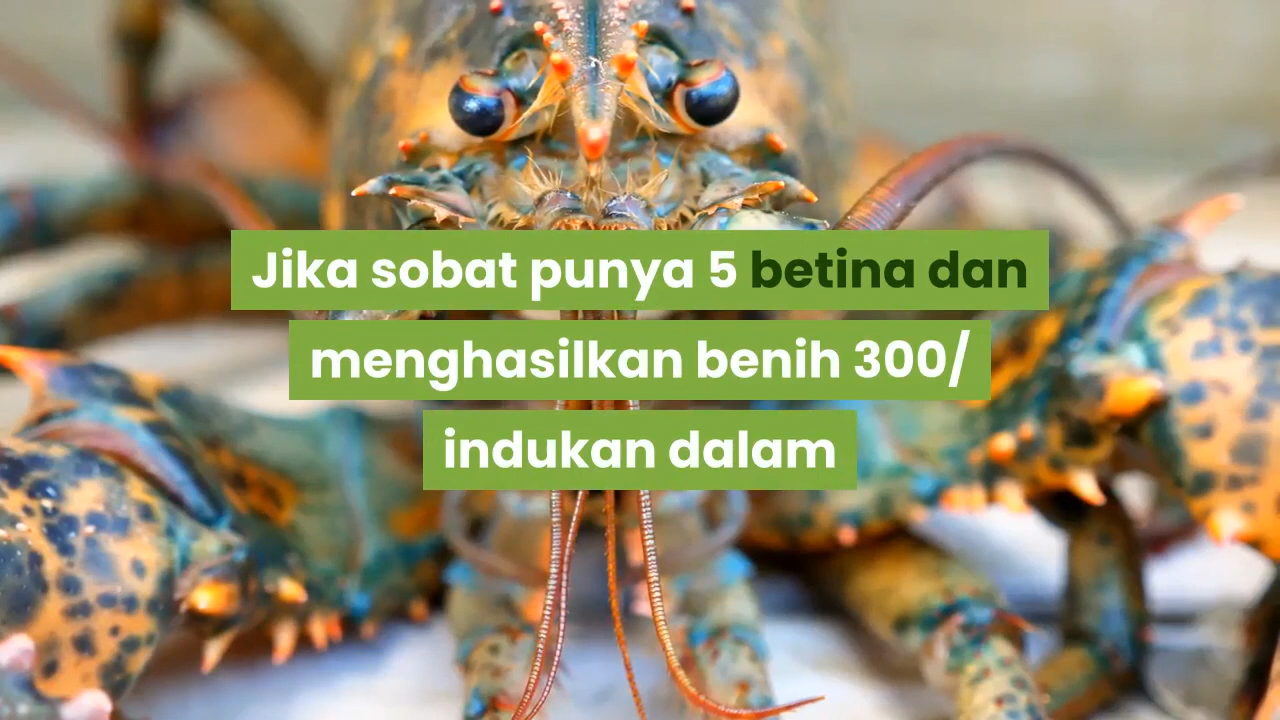 Jika sobat punya 5 betina dan
menghasilkan benih 300/
indukan dalam